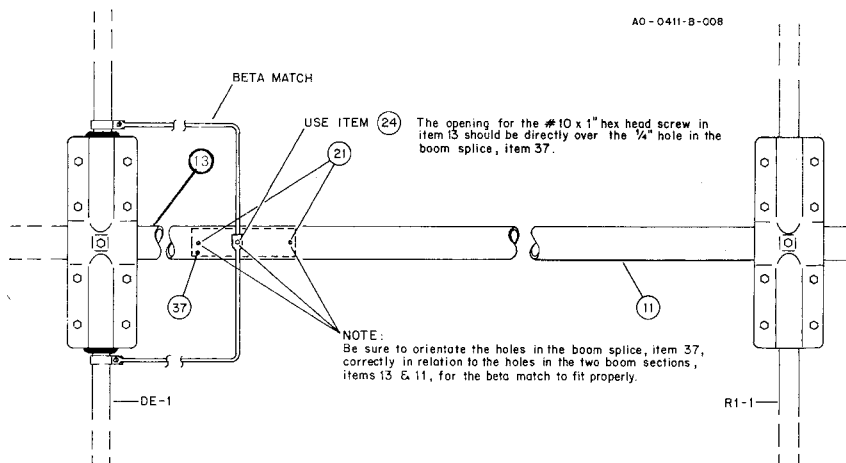 AO-0411-B-008
BETA MATCH
USE ITEM 24
The opening for the #10 x 1" hex head screw in
item 13 should be directly over the ¼" hole in the
boom splice, item 37.
13
21
37
11
NOTE:
Be sure to orientate the holes in the boom splice, item 37,
correctly in relation to the holes in the two boom sections,
items 13 & 11, for the beta match to fit properly.
DE-1
R1-1